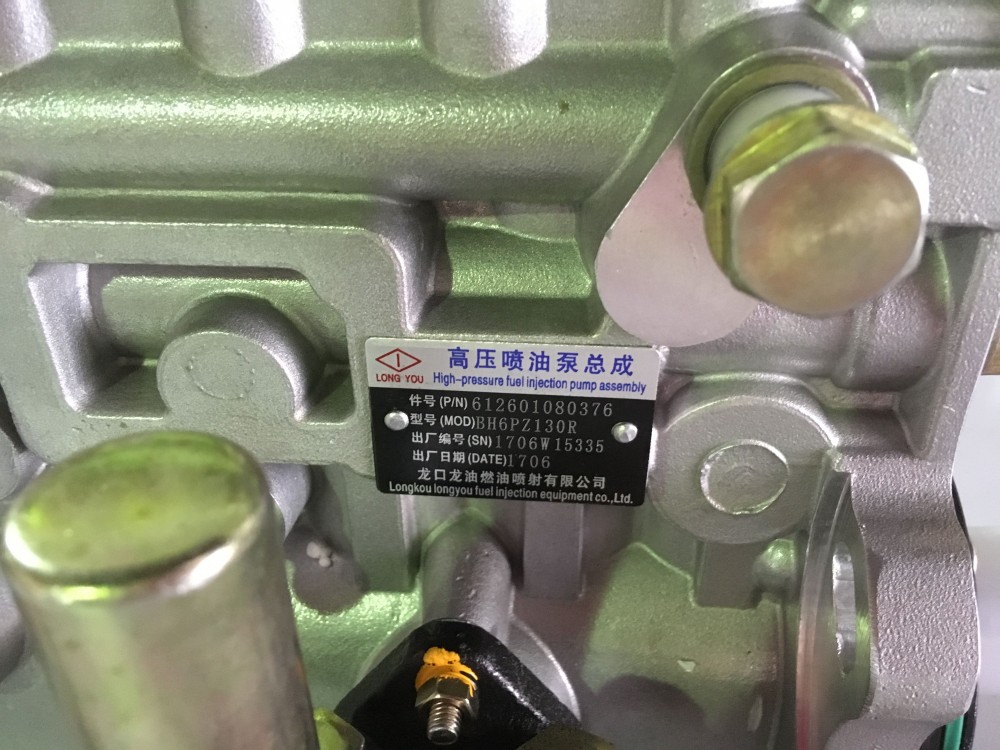 高压喷油泵总成
LONG YOU High-pressure fuel injection pump assembly
件号(P/N)612601080376
型号(MOD)BH6PZ130R
出厂编号(SN)1706W15335
出厂日期(DATE)1706
龙口龙油燃油喷射有限公司
Longkou longyou fuel injection equipment co.,Ltd.